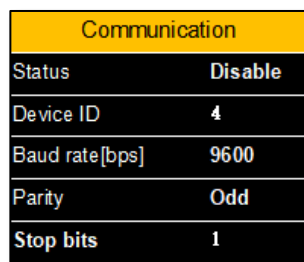 Communication
Status Disable
Device ID 4
Baud rate[bps] 9600
Parity Odd
Stop bits 1